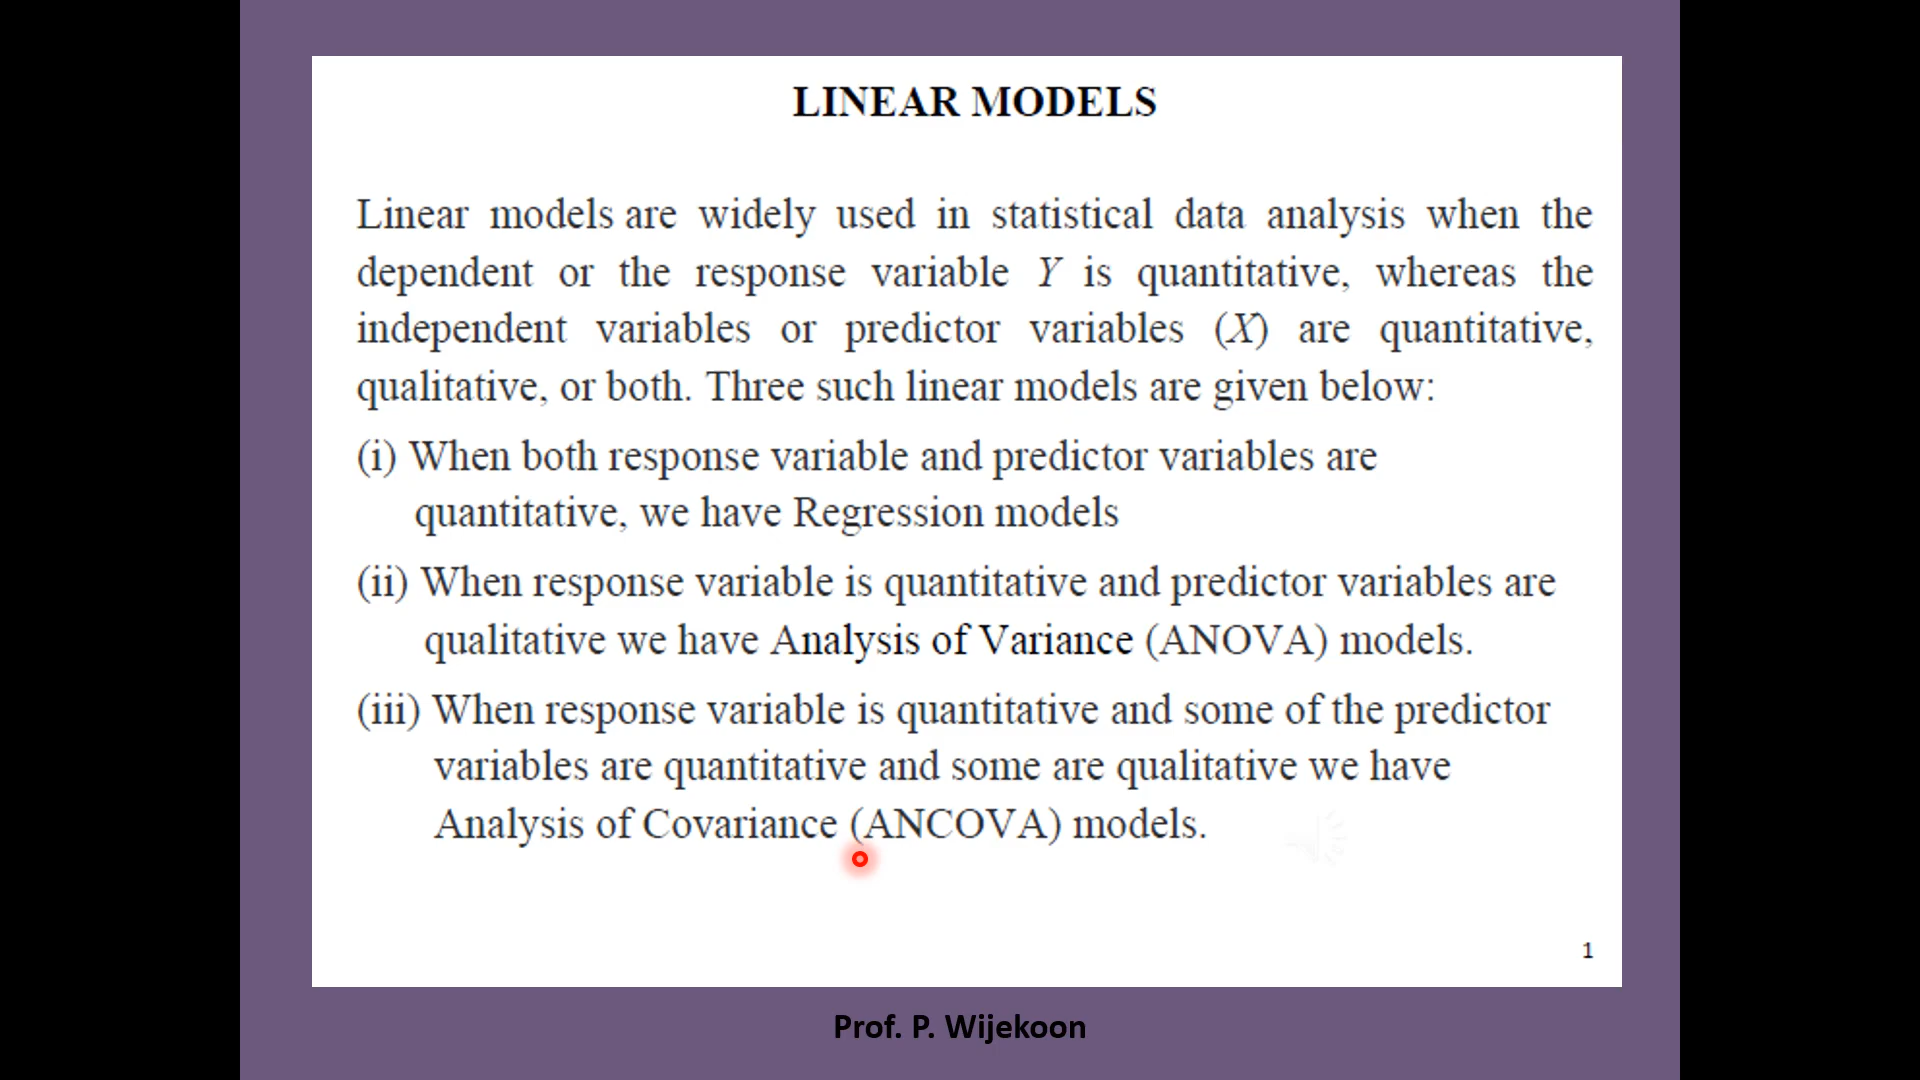 LINEAR MODELS
Linear models are widely used in statistical data analysis when the
dependent or the response variable Y is quantitative, whereas the
independent variables or predictor variables (X) are quantitative,
qualitative, or both. Three such linear models are given below:
(i) When both response variable and predictor variables are
quantitative, we have Regression models
(ii) When response variable is quantitative and predictor variables are
qualitative we have Analysis of Variance (ANOVA) models.
(iii) When response variable is quantitative and some of the predictor
variables are quantitative and some are qualitative we have
Analysis of Covariance (ANCOVA) models.
1
Prof. P. Wijekoon